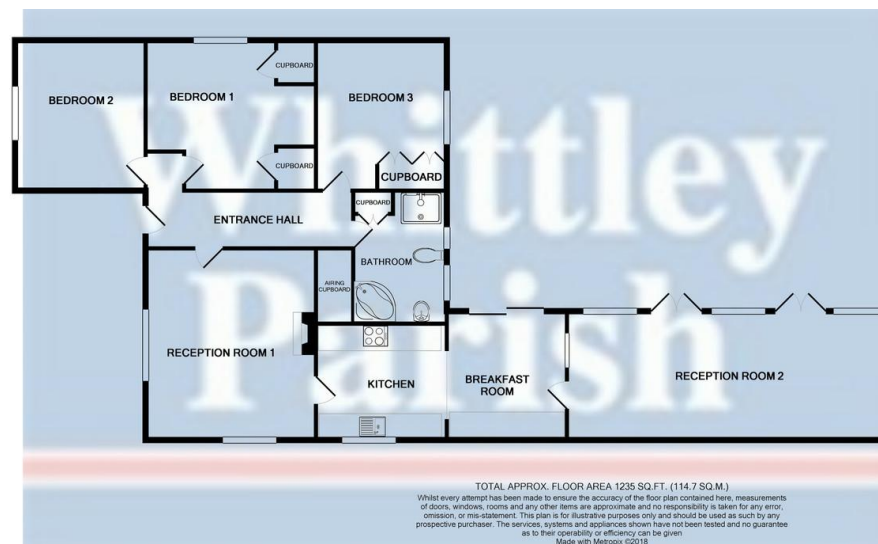 BEDROOM 2
BEDROOM 1
CUPBOARD
CUPBOARD
BEDROOM 3
CUPBOARD
ENTRANCE HALL
CUPBOARD
BATHROOM
AIRING
CUPBOARD
RECEPTION ROOM 1
KITCHEN
BREAKFAST
ROOM
RECEPTION ROOM 2
Whittley
Parish
TOTAL APPROX. FLOOR AREA 1235 SQ.FT. (114.7 SQ.M.)
Whilst every attempt has been made to ensure the accuracy of the floor plan contained here, measurements
of doors, windows, rooms and any other items are approximate and no responsibility is taken for any error,
omission, or mis-statement. This plan is for illustrative purposes only and should be used as such by any
prospective purchaser. The services, systems and appliances shown have not been tested and no guarantee
as to their operability or efficiency can be given
Made with Metropix ©2018